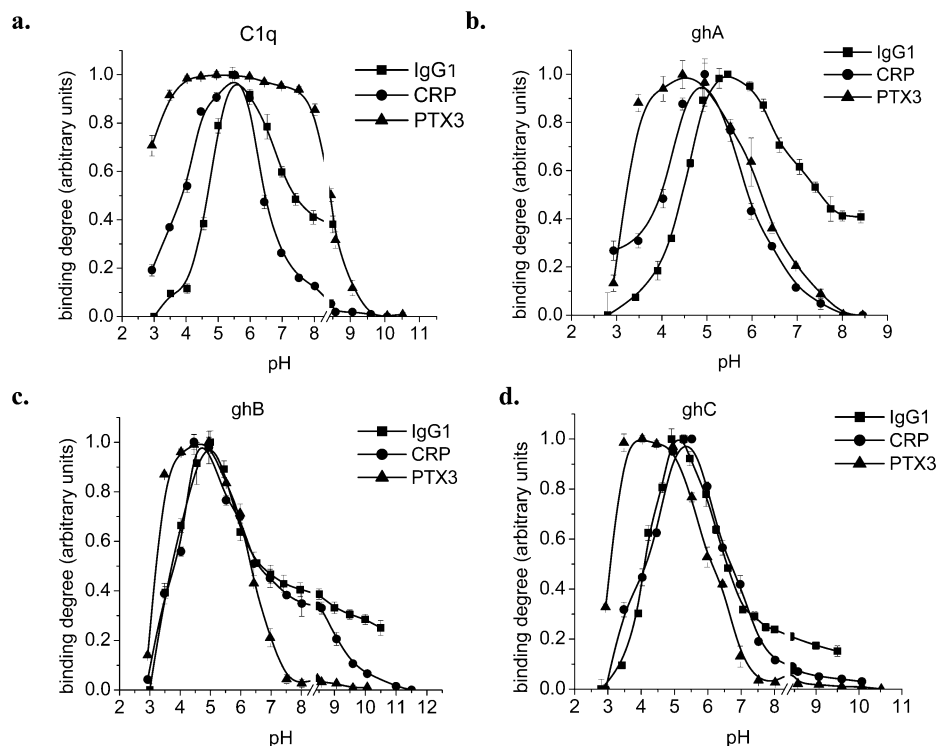 a.
C1q
binding degree (arbitrary units)
1.0
0.8
0.6
0.4
0.2
0.0
2 3 4 5 6 7 8 9 10 11
pH
IgG1
CRP
PTX3
b.
ghA
binding degree (arbitrary units)
1.0
0.8
0.6
0.4
0.2
0.0
2 3 4 5 6 7 8 9
pH
IgG1
CRP
PTX3
c.
ghB
binding degree (arbitrary units)
1.0
0.8
0.6
0.4
0.2
0.0
2 3 4 5 6 7 8 9 10 11 12
pH
IgG1
CRP
PTX3
d.
ghC
binding degree (arbitrary units)
1.0
0.8
0.6
0.4
0.2
0.0
2 3 4 5 6 7 8 9 10 11
pH
IgG1
CRP
PTX3